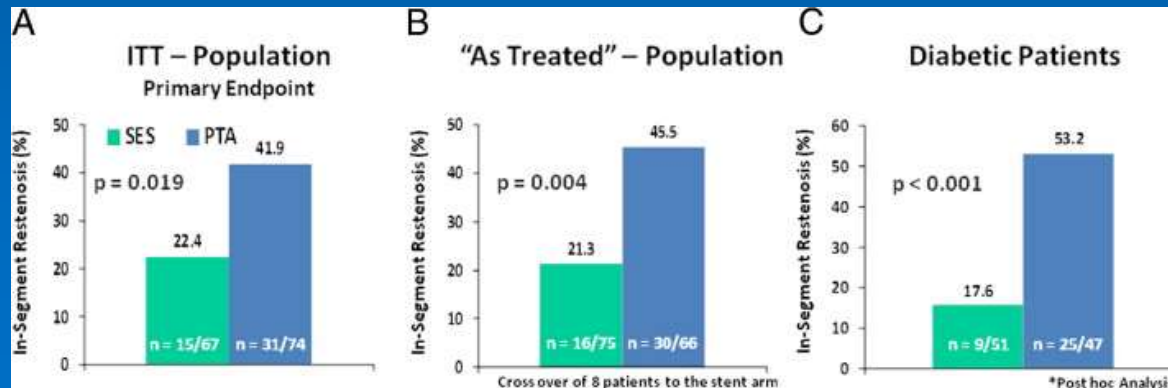 A
ITT – Population
Primary Endpoint
In-Segment Restenosis (%)
50
40
30
20
10
0
SES
PTA
p = 0.019
22.4
41.9
n = 15/67
n = 31/74
B
"As Treated" – Population
In-Segment Restenosis (%)
50
40
30
20
10
0
p = 0.004
21.3
45.5
n = 16/75
n = 30/66
Cross over of 8 patients to the stent arm
C
Diabetic Patients
In-Segment Restenosis (%)
60
50
40
30
20
10
0
p < 0.001
17.6
53.2
n = 9/51
n = 25/47
*Post hoc Analysi